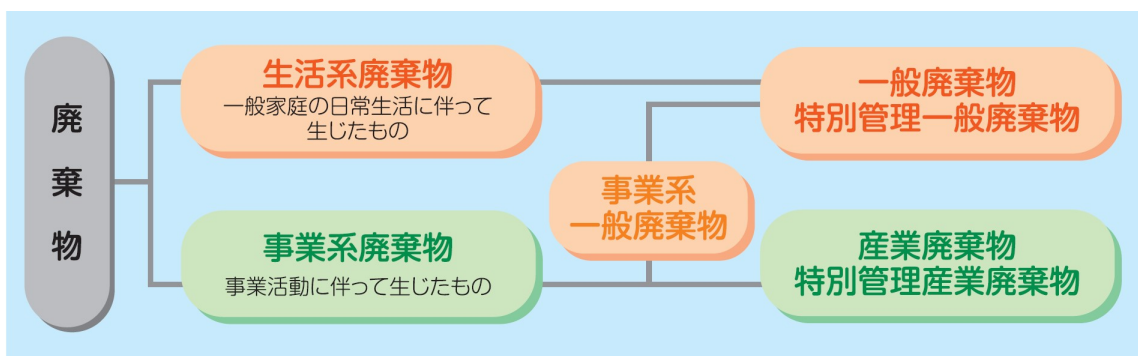 廃棄物
生活系廃棄物
一般家庭の日常生活に伴って
生じたもの
一般廃棄物
特別管理一般廃棄物
事業系
一般廃棄物
事業系廃棄物
事業活動に伴って生じたもの
産業廃棄物
特別管理産業廃棄物